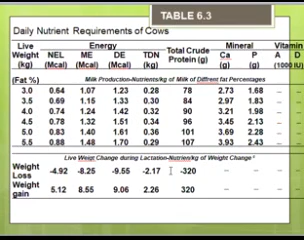 TABLE 6.3
Daily Nutrient Requirements of Cows
Live Energy Total Crude Mineral Vitamin
Weight NEL ME DE TDN Protein (g) Ca P A D
(kg) (Mcal) (Mcal) (Mcal) (kg) (g) (g) (1000 IU)
(Fat %) Milk Production-Nutrients/kg of Milk of Diffrent fat Percentages
3.0 0.64 1.07 1.23 0.28 78 2.73 1.68 – –
3.5 0.69 1.15 1.33 0.30 84 2.97 1.83 – –
4.0 0.74 1.24 1.42 0.32 90 3.21 1.98 – –
4.5 0.78 1.32 1.51 0.34 96 3.45 2.13 – –
5.0 0.83 1.40 1.61 0.36 101 3.69 2.28 – –
5.5 0.88 1.48 1.70 0.29 107 3.93 2.43 – –
Live Weigt Change during Lactation-Nutrien/kg of Weight Change
Weight Loss -4.92 -8.25 -9.55 -2.17 -320 – – – –
Weight gain 5.12 8.55 9.06 2.26 320 – – – –